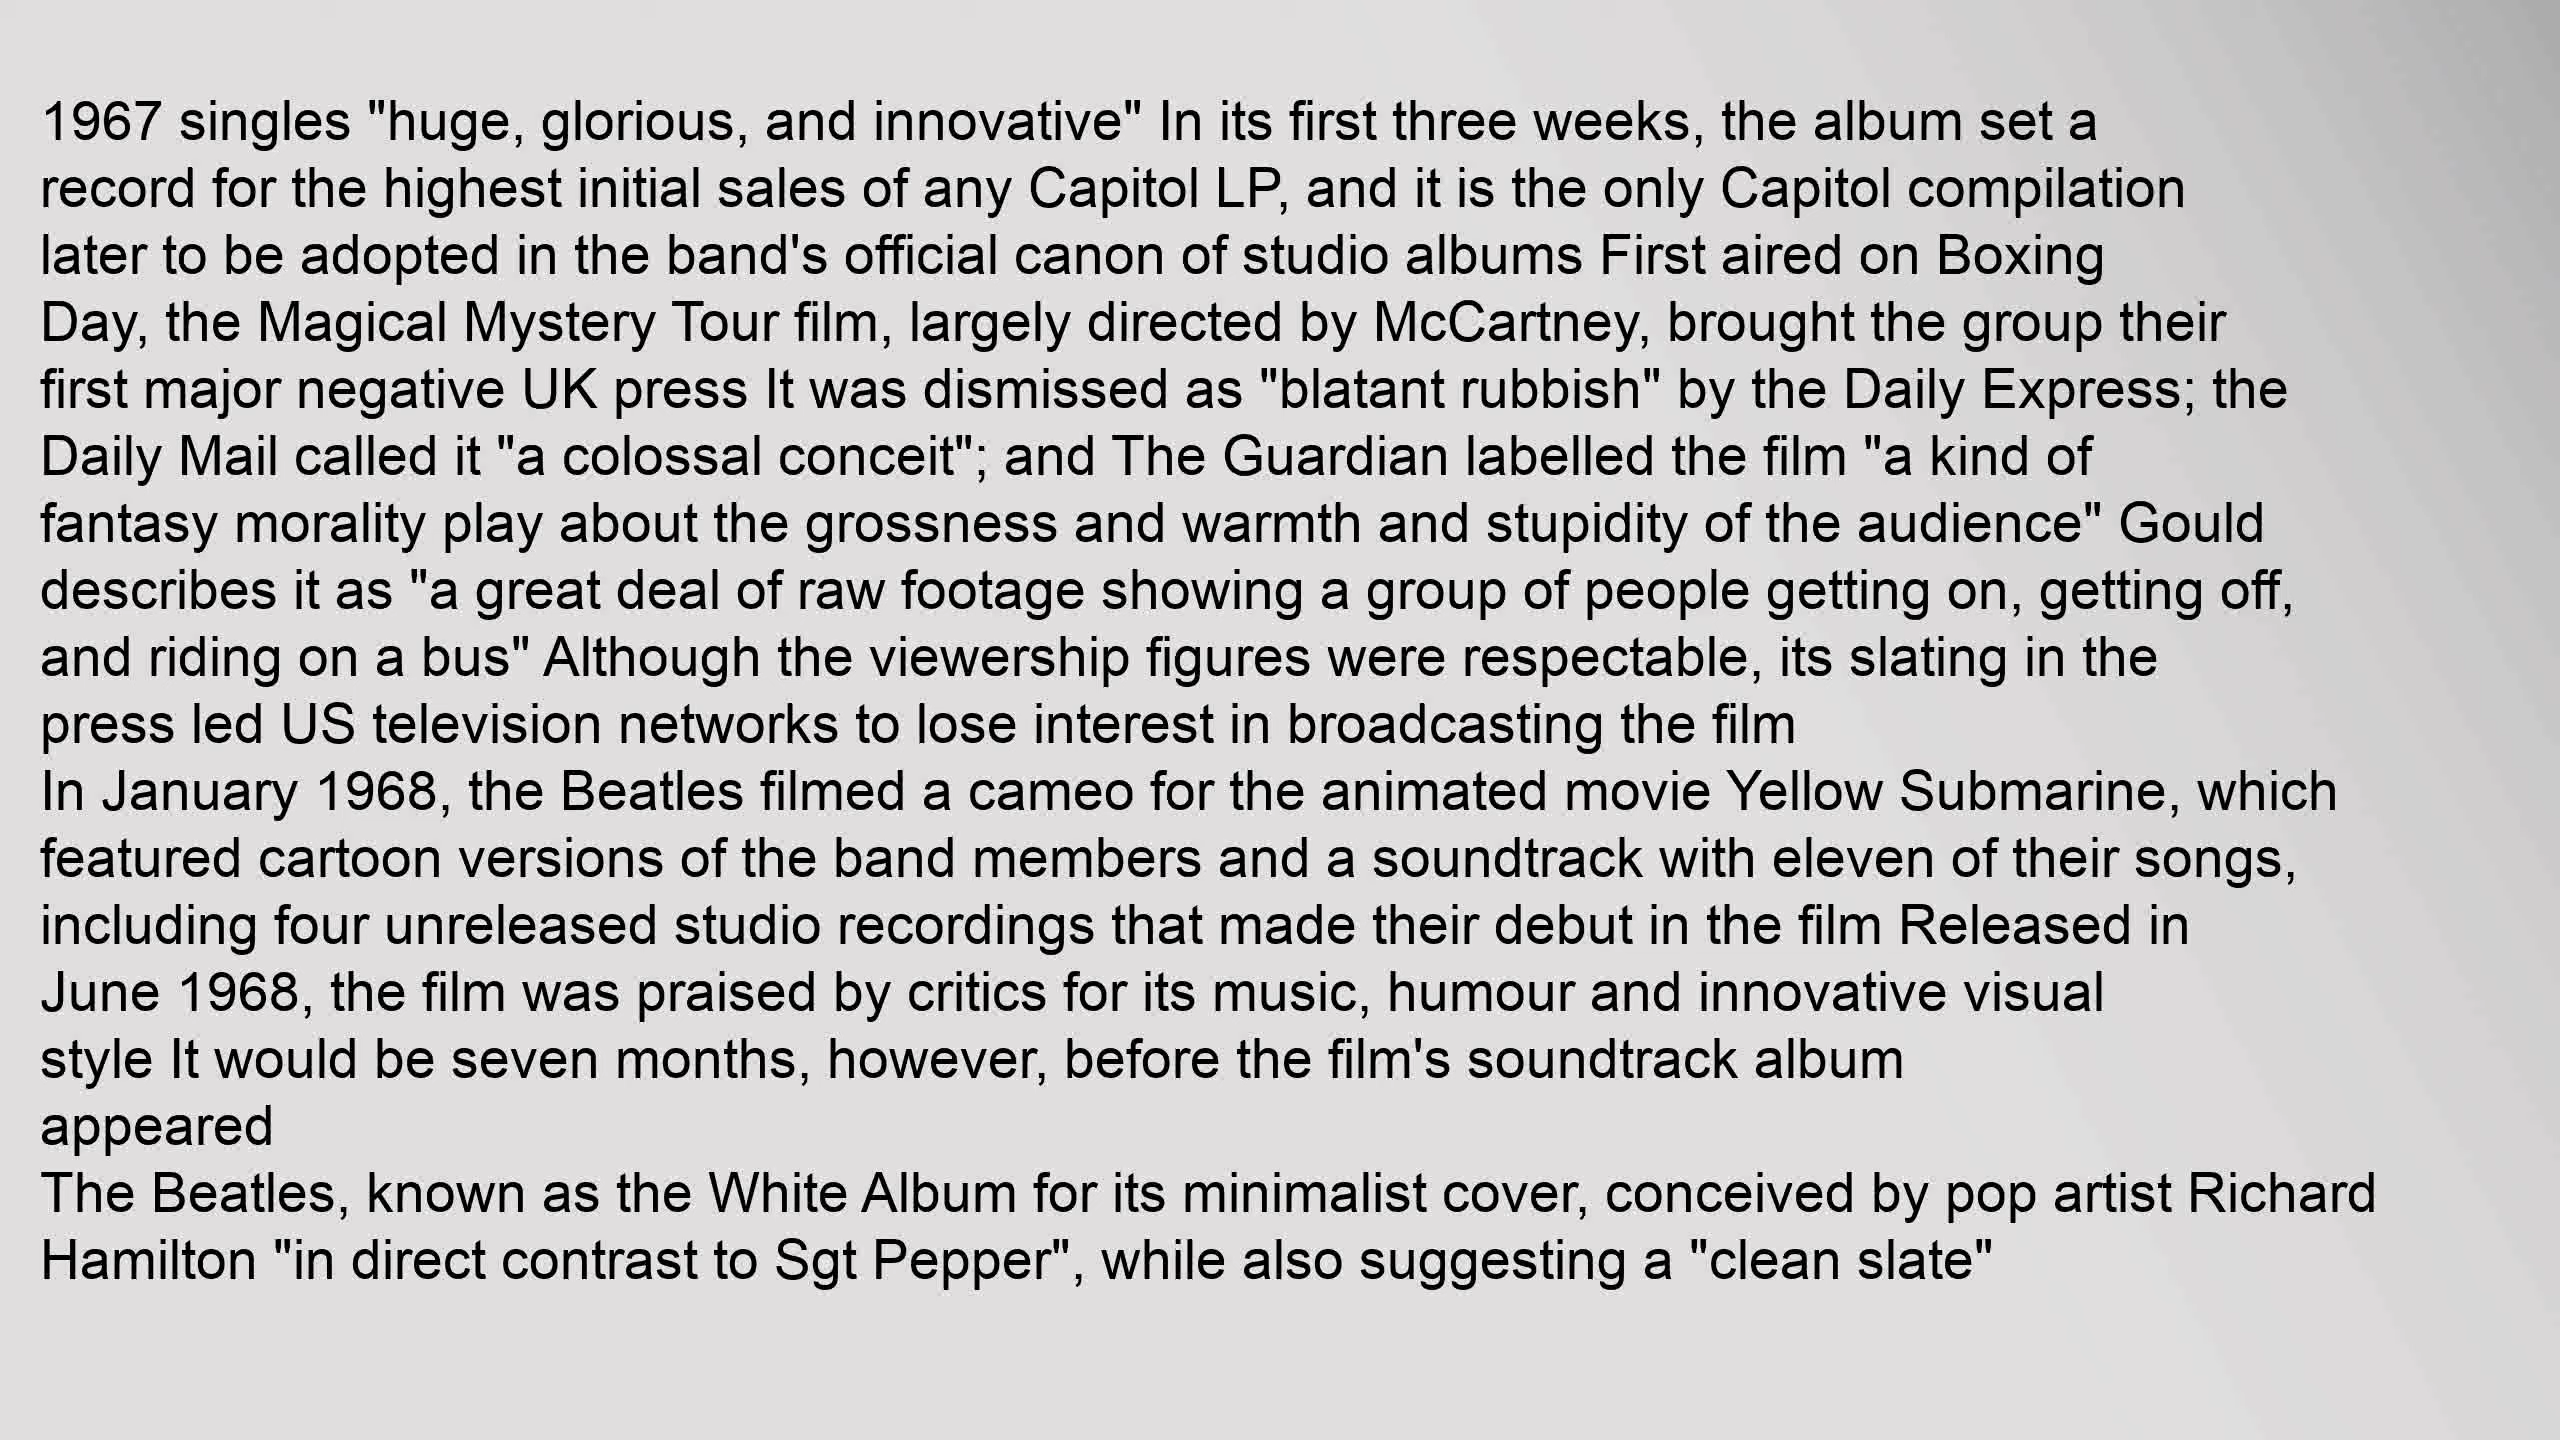 1967 singles "huge, glorious, and innovative" In its first three weeks, the album set a
record for the highest initial sales of any Capitol LP, and it is the only Capitol compilation
later to be adopted in the band's official canon of studio albums First aired on Boxing
Day, the Magical Mystery Tour film, largely directed by McCartney, brought the group their
first major negative UK press It was dismissed as "blatant rubbish" by the Daily Express; the
Daily Mail called it "a colossal conceit"; and The Guardian labelled the film "a kind of
fantasy morality play about the grossness and warmth and stupidity of the audience" Gould
describes it as "a great deal of raw footage showing a group of people getting on, getting off,
and riding on a bus" Although the viewership figures were respectable, its slating in the
press led US television networks to lose interest in broadcasting the film
In January 1968, the Beatles filmed a cameo for the animated movie Yellow Submarine, which
featured cartoon versions of the band members and a soundtrack with eleven of their songs,
including four unreleased studio recordings that made their debut in the film Released in
June 1968, the film was praised by critics for its music, humour and innovative visual
style It would be seven months, however, before the film's soundtrack album
appeared
The Beatles, known as the White Album for its minimalist cover, conceived by pop artist Richard
Hamilton "in direct contrast to Sgt Pepper", while also suggesting a "clean slate"